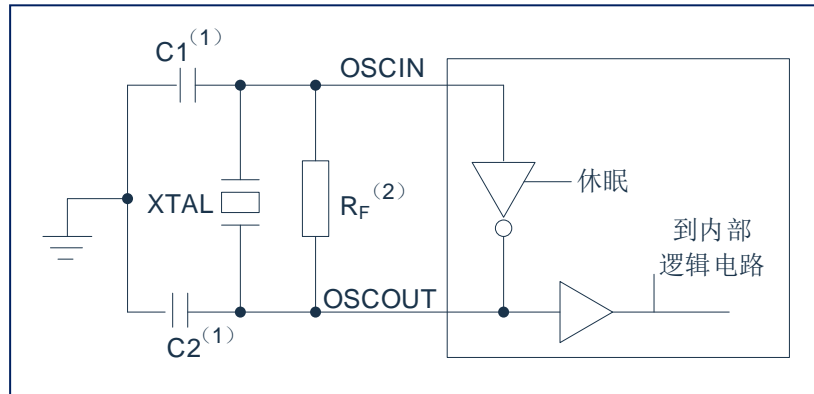 C1(1)
OSCIN
休眠
XTAL
RF(2)
到内部
逻辑电路
OSCOUT
C2(1)